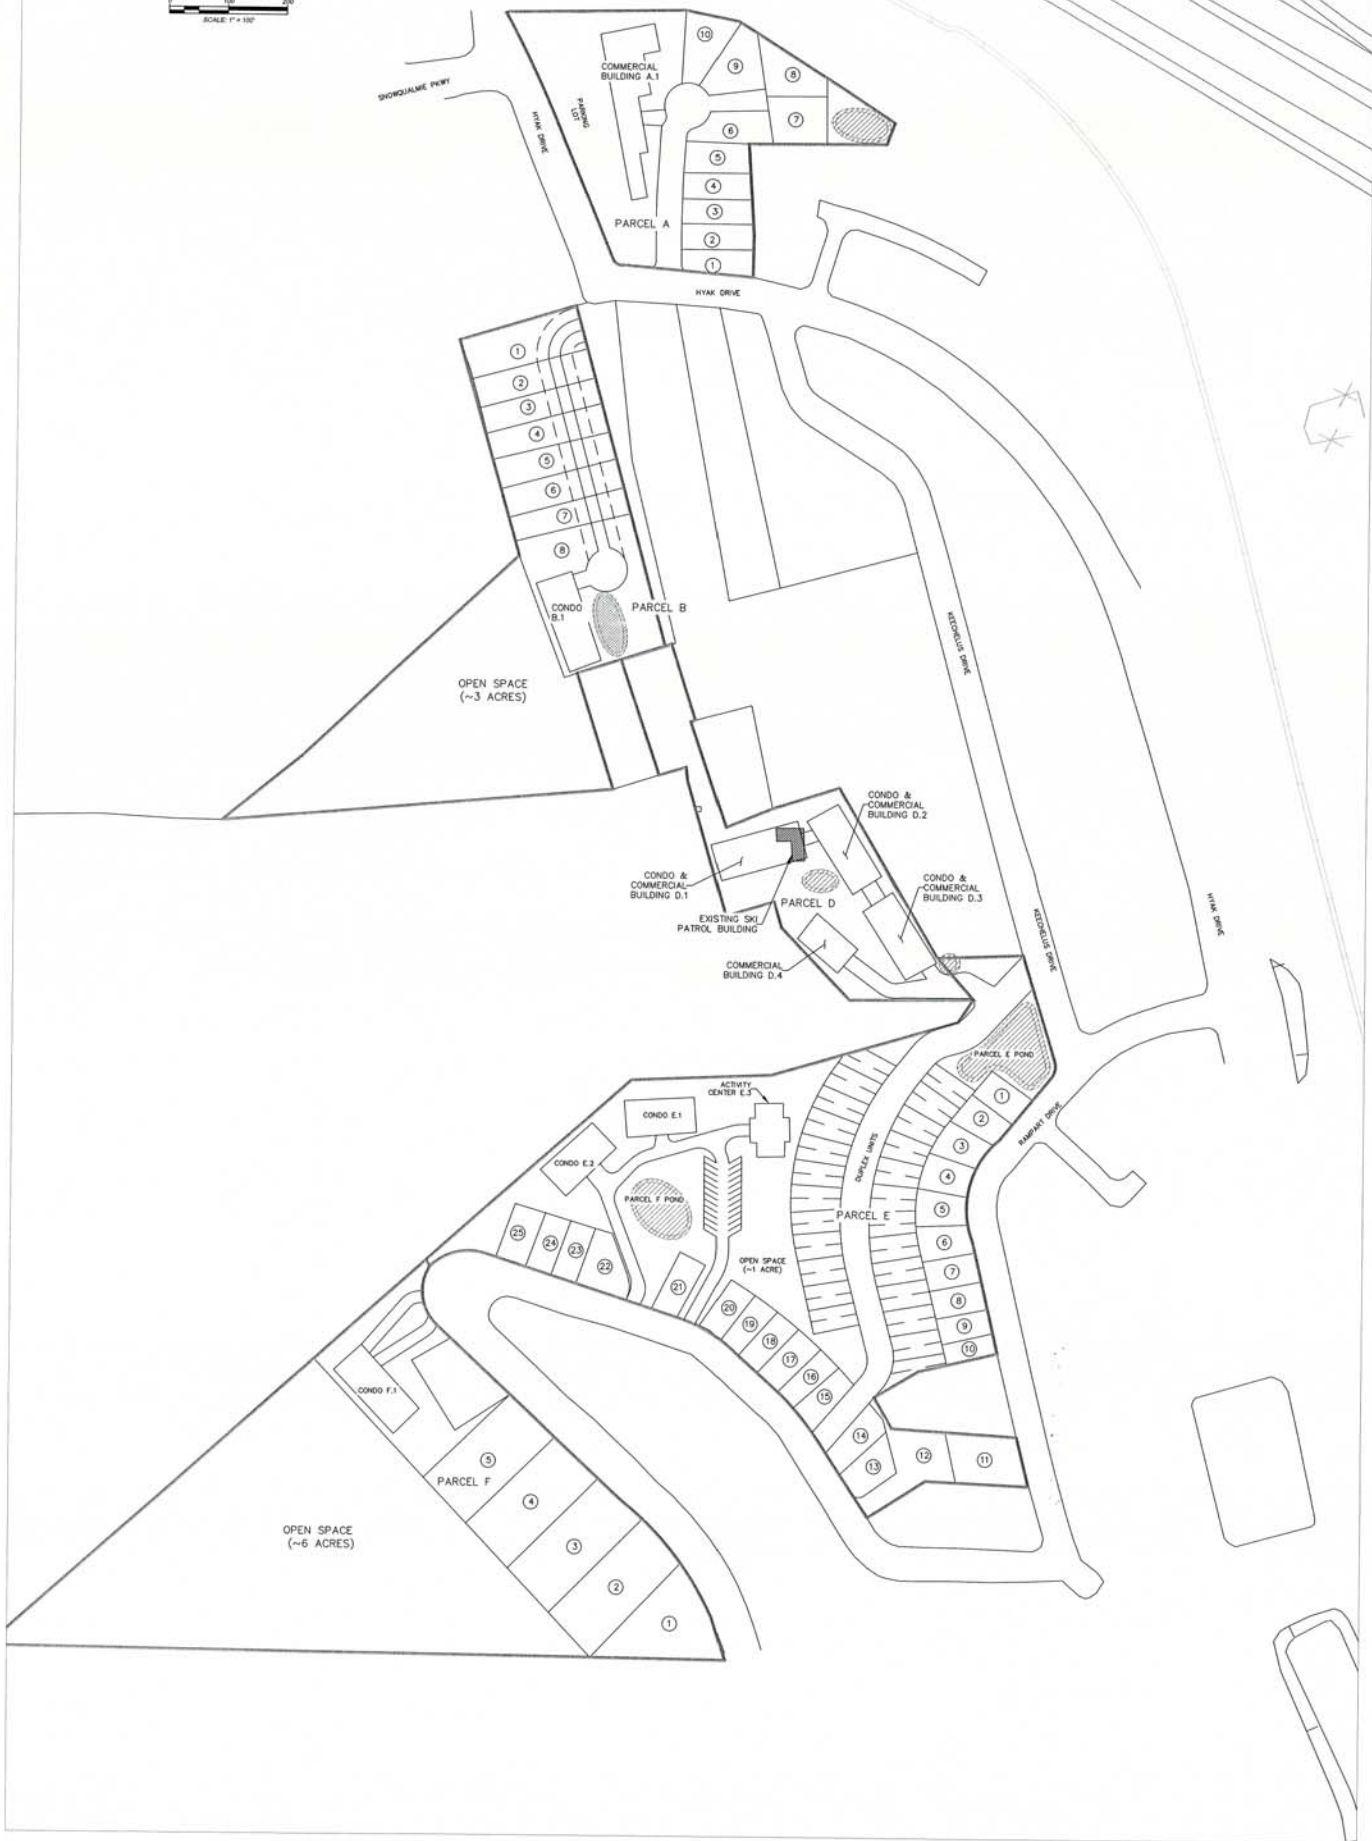 100
200
SCALE: 1" = 100'
SNOWQUALMIE PKWY
HYAK DRIVE
PARKING
LOT
COMMERCIAL
BUILDING A.1
10
9
8
7
6
5
4
3
2
1
PARCEL A
HYAK DRIVE
1
2
3
4
5
6
7
8
CONDO
B.1
PARCEL B
OPEN SPACE
(~3 ACRES)
KEECHELUS DRIVE
CONDO &
COMMERCIAL
BUILDING D.2
CONDO &
COMMERCIAL
BUILDING D.1
CONDO &
COMMERCIAL
BUILDING D.3
PARCEL D
EXISTING SKI
PATROL BUILDING
COMMERCIAL
BUILDING D.4
KEECHELUS DRIVE
HYAK DRIVE
PARCEL E POND
RAMPART DRIVE
ACTIVITY
CENTER E.3
CONDO E.1
CONDO E.2
DUPLEX UNITS
PARCEL F POND
PARCEL E
OPEN SPACE
(~1 ACRE)
1
2
3
4
5
6
7
8
9
10
11
12
13
14
15
16
17
18
19
20
21
22
23
24
25
CONDO F.1
PARCEL F
5
4
3
2
1
OPEN SPACE
(~6 ACRES)